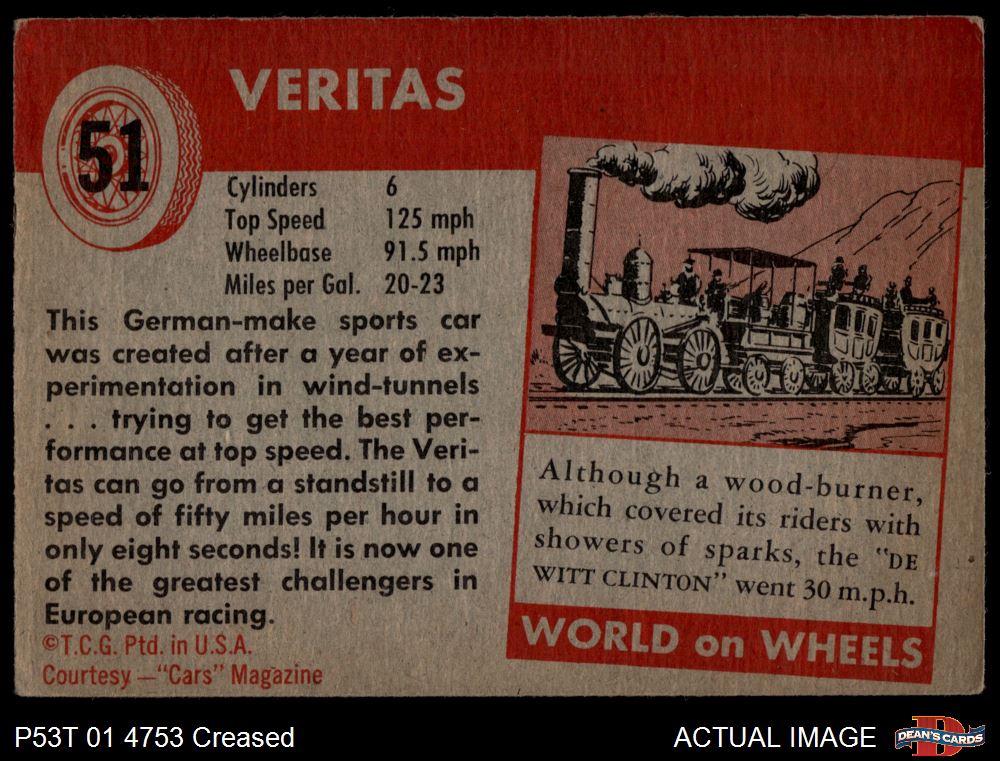 51
VERITAS
Cylinders 6
Top Speed 125 mph
Wheelbase 91.5 mph
Miles per Gal. 20-23
This German-make sports car
was created after a year of ex-
perimentation in wind-tunnels
. . . trying to get the best per-
formance at top speed. The Veri-
tas can go from a standstill to a
speed of fifty miles per hour in
only eight seconds! It is now one
of the greatest challengers in
European racing.
©T.C.G. Ptd. in U.S.A.
Courtesy —"Cars" Magazine
Although a wood-burner,
which covered its riders with
showers of sparks, the "DE
WITT CLINTON" went 30 m.p.h.
WORLD on WHEELS
P53T 01 4753 Creased
ACTUAL IMAGE
D
DEAN'S CARDS